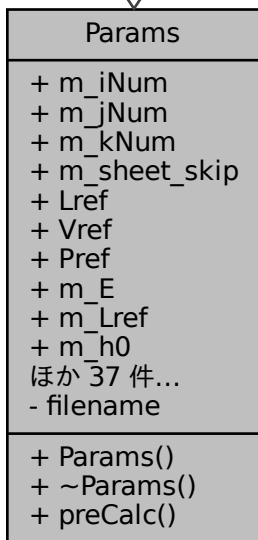 Params
+ m_iNum
+ m_jNum
+ m_kNum
+ m_sheet_skip
+ Lref
+ Vref
+ Pref
+ m_E
+ m_Lref
+ m_h0
ほか 37 件...
- filename
+ Params()
+ ~Params()
+ preCalc()